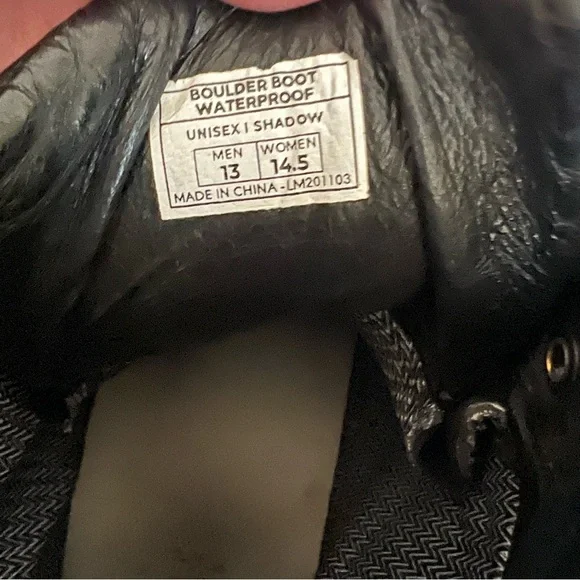 BOULDER BOOT
WATERPROOF
UNISEX | SHADOW
MEN WOMEN
13 14.5
MADE IN CHINA - LM201103